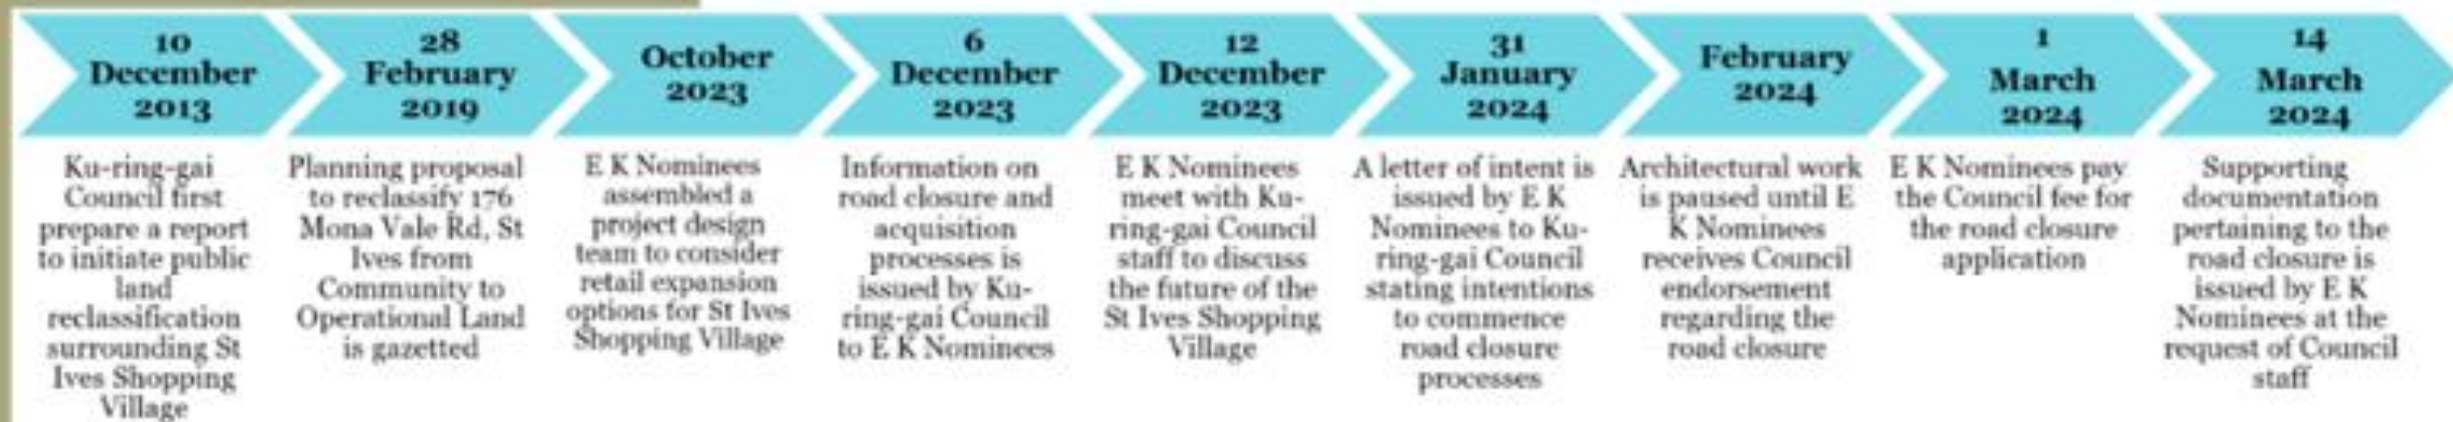 10
December
2013
Ku-ring-gai
Council first
prepare a report
to initiate public
land
reclassification
surrounding St
Ives Shopping
Village
28
February
2019
Planning proposal
to reclassify 176
Mona Vale Rd, St
Ives from
Community to
Operational Land
is gazetted
October
2023
E K Nominees
assembled a
project design
team to consider
retail expansion
options for St Ives
Shopping Village
6
December
2023
Information on
road closure and
acquisition
processes is
issued by Ku-
ring-gai Council
to E K Nominees
12
December
2023
E K Nominees
meet with Ku-
ring-gai Council
staff to discuss
the future of the
St Ives Shopping
Village
31
January
2024
A letter of intent is
issued by E K
Nominees to Ku-
ring-gai Council
stating intentions
to commence
road closure
processes
February
2024
Architectural work
is paused until E
K Nominees
receives Council
endorsement
regarding the
road closure
1
March
2024
E K Nominees pay
the Council fee for
the road closure
application
14
March
2024
Supporting
documentation
pertaining to the
road closure is
issued by E K
Nominees at the
request of Council
staff